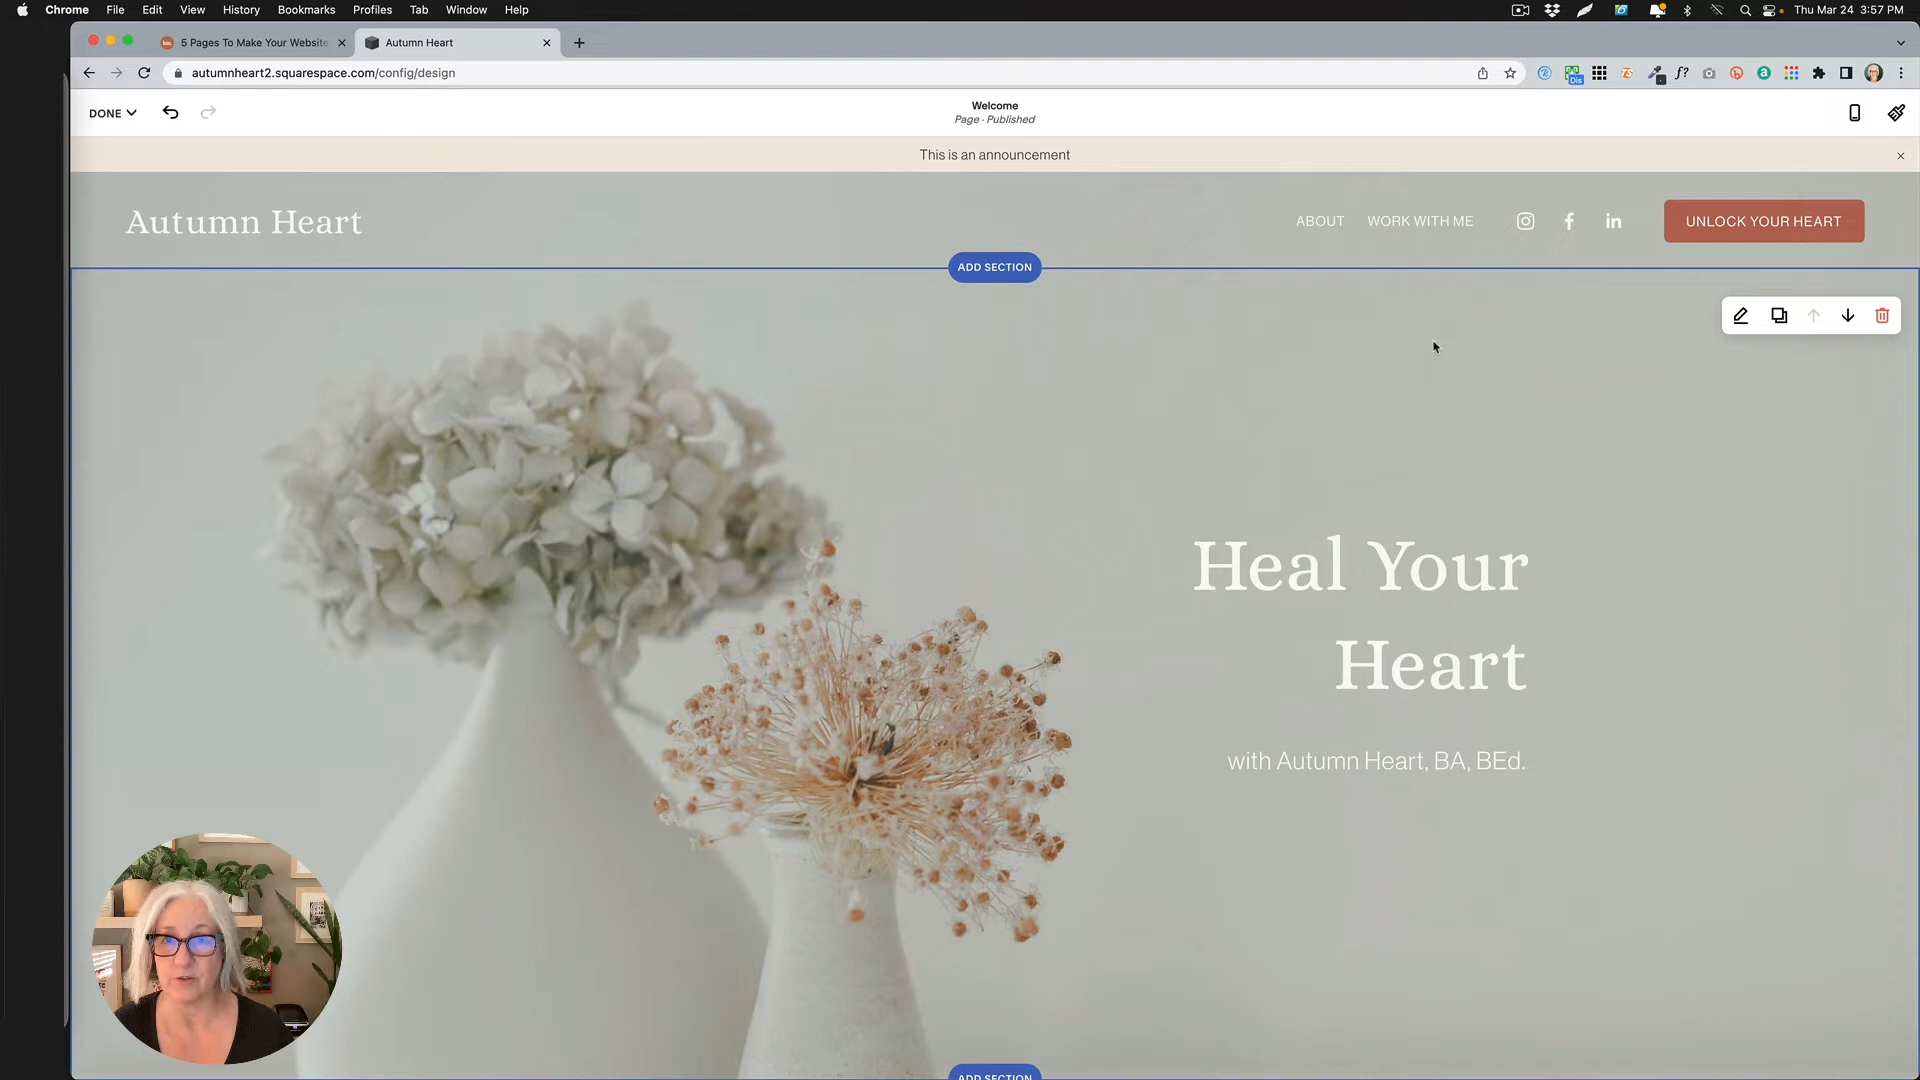 Chrome File Edit View History Bookmarks Profiles Tab Window Help Thu Mar 24 3:57 PM
5 Pages To Make Your Website Autumn Heart
autumnheart2.squarespace.com/config/design
f?
Dis
DONE
Welcome
Page · Published
This is an announcement
Autumn Heart
ABOUT WORK WITH ME
UNLOCK YOUR HEART
ADD SECTION
Heal Your
Heart
with Autumn Heart, BA, BEd.
ADD SECTION